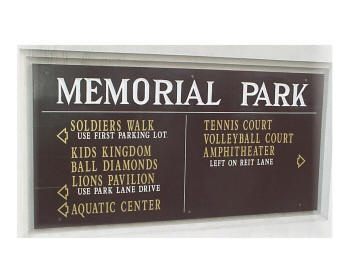 MEMORIAL PARK
SOLDIERS WALK
USE FIRST PARKING LOT
KIDS KINGDOM
BALL DIAMONDS
LIONS PAVILION
USE PARK LANE DRIVE
AQUATIC CENTER
TENNIS COURT
VOLLEYBALL COURT
AMPHITHEATER
LEFT ON REIT LANE